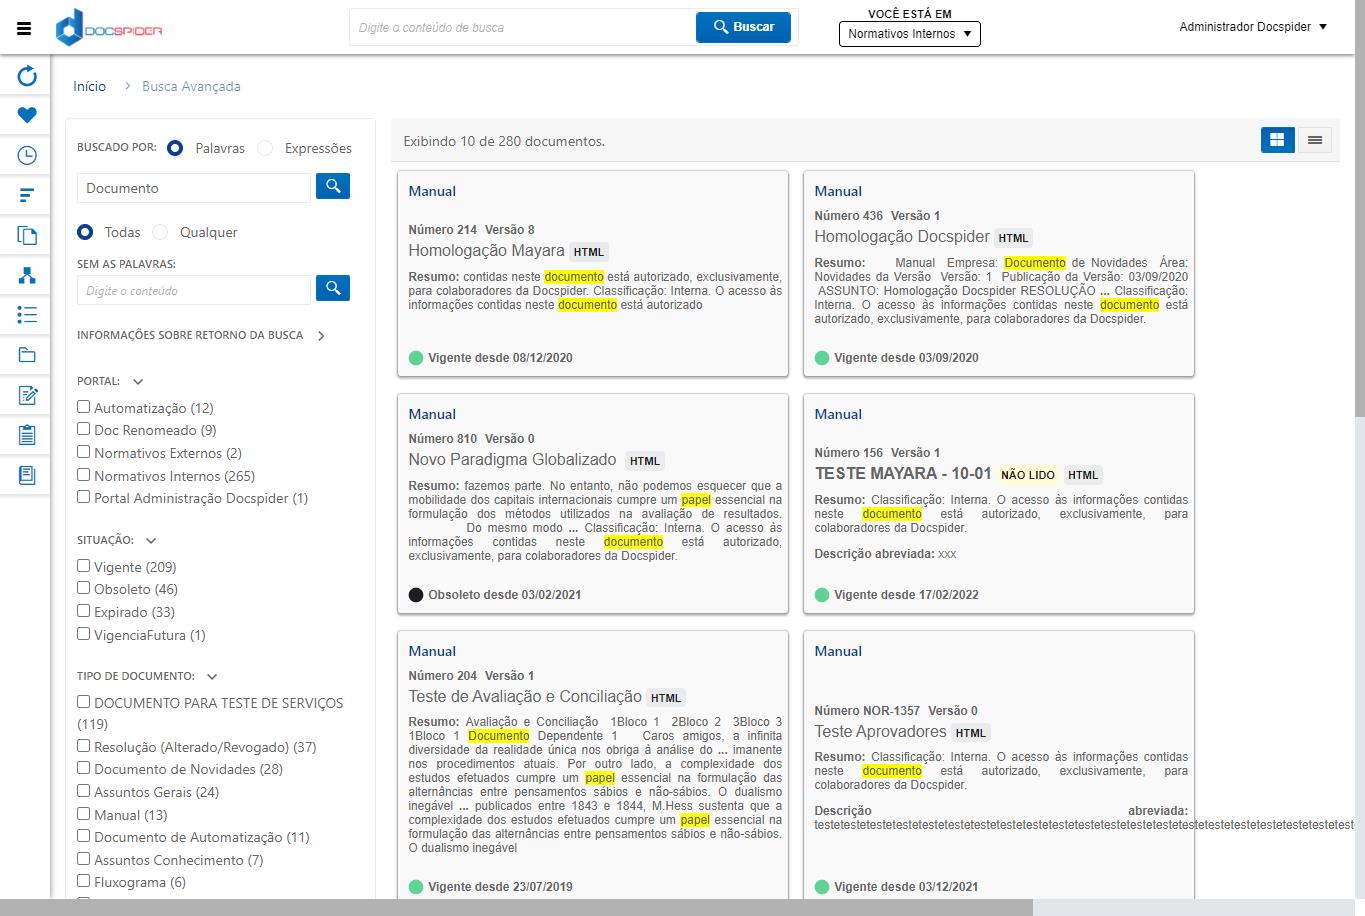 DOCSPIDER
Digite o conteúdo de busca
Buscar
VOCÊ ESTÁ EM
Normativos Internos
Administrador Docspider
Início > Busca Avançada
BUSCADO POR: Palavras Expressões
Documento
Todas Qualquer
SEM AS PALAVRAS:
Digite o conteúdo
INFORMAÇÕES SOBRE RETORNO DA BUSCA
PORTAL:
Automatização (12)
Doc Renomeado (9)
Normativos Externos (2)
Normativos Internos (265)
Portal Administração Docspider (1)
SITUAÇÃO:
Vigente (209)
Obsoleto (46)
Expirado (33)
VigenciaFutura (1)
TIPO DE DOCUMENTO:
DOCUMENTO PARA TESTE DE SERVIÇOS
(119)
Resolução (Alterado/Revogado) (37)
Documento de Novidades (28)
Assuntos Gerais (24)
Manual (13)
Documento de Automatização (11)
Assuntos Conhecimento (7)
Fluxograma (6)
Exibindo 10 de 280 documentos.
Manual
Número 214 Versão 8
Homologação Mayara HTML
Resumo: contidas neste documento está autorizado, exclusivamente,
para colaboradores da Docspider. Classificação: Interna. O acesso às
informações contidas neste documento está autorizado
Vigente desde 08/12/2020
Manual
Número 436 Versão 1
Homologação Docspider HTML
Resumo: Manual Empresa: Documento de Novidades Área:
Novidades da Versão Versão: 1 Publicação da Versão: 03/09/2020
ASSUNTO: Homologação Docspider RESOLUÇÃO ... Classificação:
Interna. O acesso às informações contidas neste documento está
autorizado, exclusivamente, para colaboradores da Docspider.
Vigente desde 03/09/2020
Manual
Número 810 Versão 0
Novo Paradigma Globalizado HTML
Resumo: fazemos parte. No entanto, não podemos esquecer que a
mobilidade dos capitais internacionais cumpre um papel essencial na
formulação dos métodos utilizados na avaliação de resultados.
Do mesmo modo ... Classificação: Interna. O acesso às
informações contidas neste documento está autorizado,
exclusivamente, para colaboradores da Docspider.
Obsoleto desde 03/02/2021
Manual
Número 156 Versão 1
TESTE MAYARA - 10-01 NÃO LIDO HTML
Resumo: Classificação: Interna. O acesso às informações contidas
neste documento está autorizado, exclusivamente, para
colaboradores da Docspider.
Descrição abreviada: xxx
Vigente desde 17/02/2022
Manual
Número 204 Versão 1
Teste de Avaliação e Conciliação HTML
Resumo: Avaliação e Conciliação 1Bloco 1 2Bloco 2 3Bloco 3
1Bloco 1 Documento Dependente 1 Caros amigos, a infinita
diversidade da realidade única nos obriga à análise do ... imanente
nos procedimentos atuais. Por outro lado, a complexidade dos
estudos efetuados cumpre um papel essencial na formulação das
alternâncias entre pensamentos sábios e não-sábios. O dualismo
inegável ... publicados entre 1843 e 1844, M.Hess sustenta que a
complexidade dos estudos efetuados cumpre um papel essencial na
formulação das alternâncias entre pensamentos sábios e não-sábios.
O dualismo inegável
Vigente desde 23/07/2019
Manual
Número NOR-1357 Versão 0
Teste Aprovadores HTML
Resumo: Classificação: Interna. O acesso às informações contidas
neste documento está autorizado, exclusivamente, para
colaboradores da Docspider.
Descrição abreviada:
Vigente desde 03/12/2021